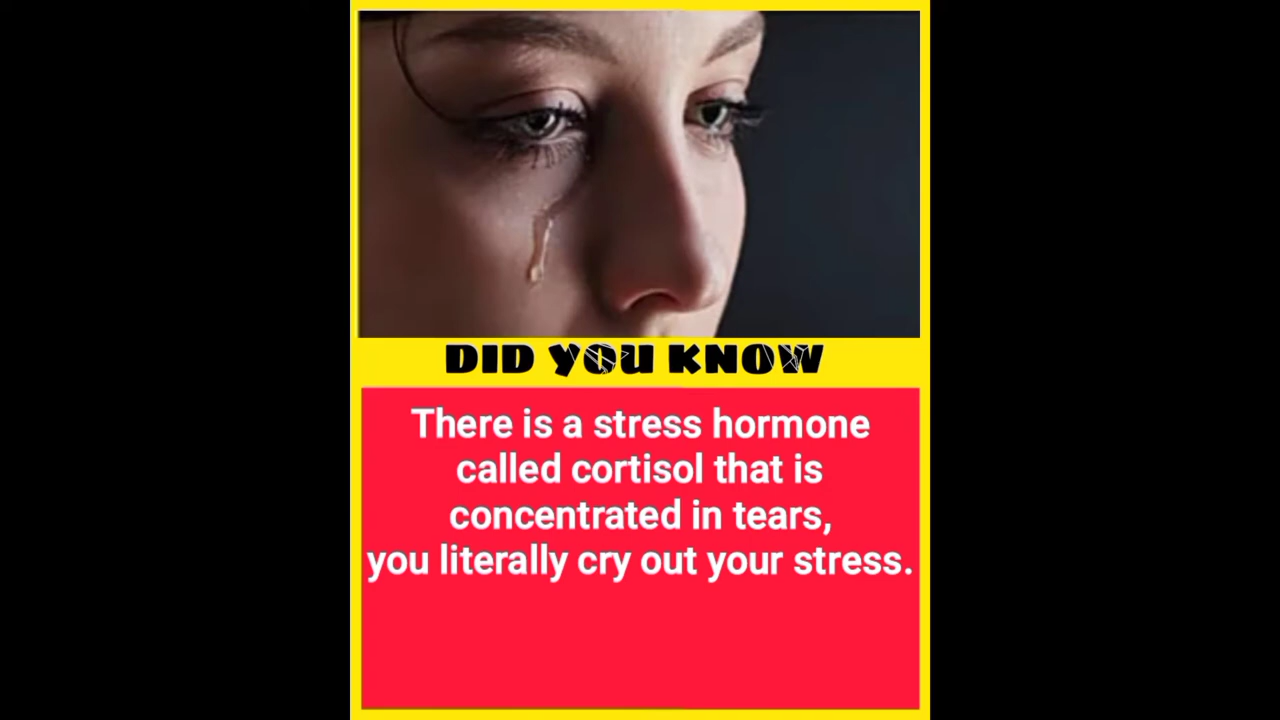 DID YOU KNOW
There is a stress hormone
called cortisol that is
concentrated in tears,
you literally cry out your stress.